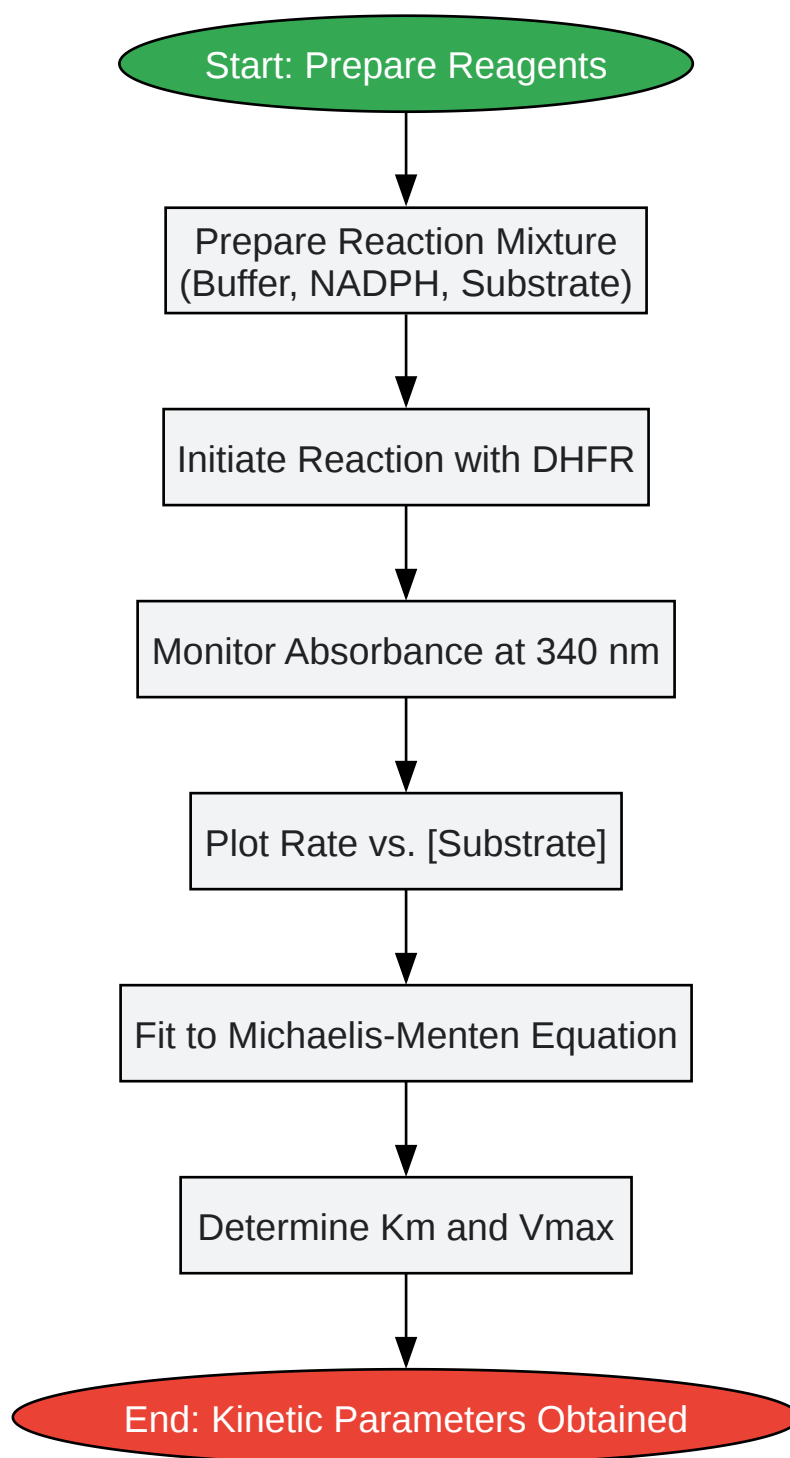 Start: Prepare Reagents
Prepare Reaction Mixture
(Buffer, NADPH, Substrate)
Initiate Reaction with DHFR
Monitor Absorbance at 340 nm
Plot Rate vs. [Substrate]
Fit to Michaelis-Menten Equation
Determine Km and Vmax
End: Kinetic Parameters Obtained